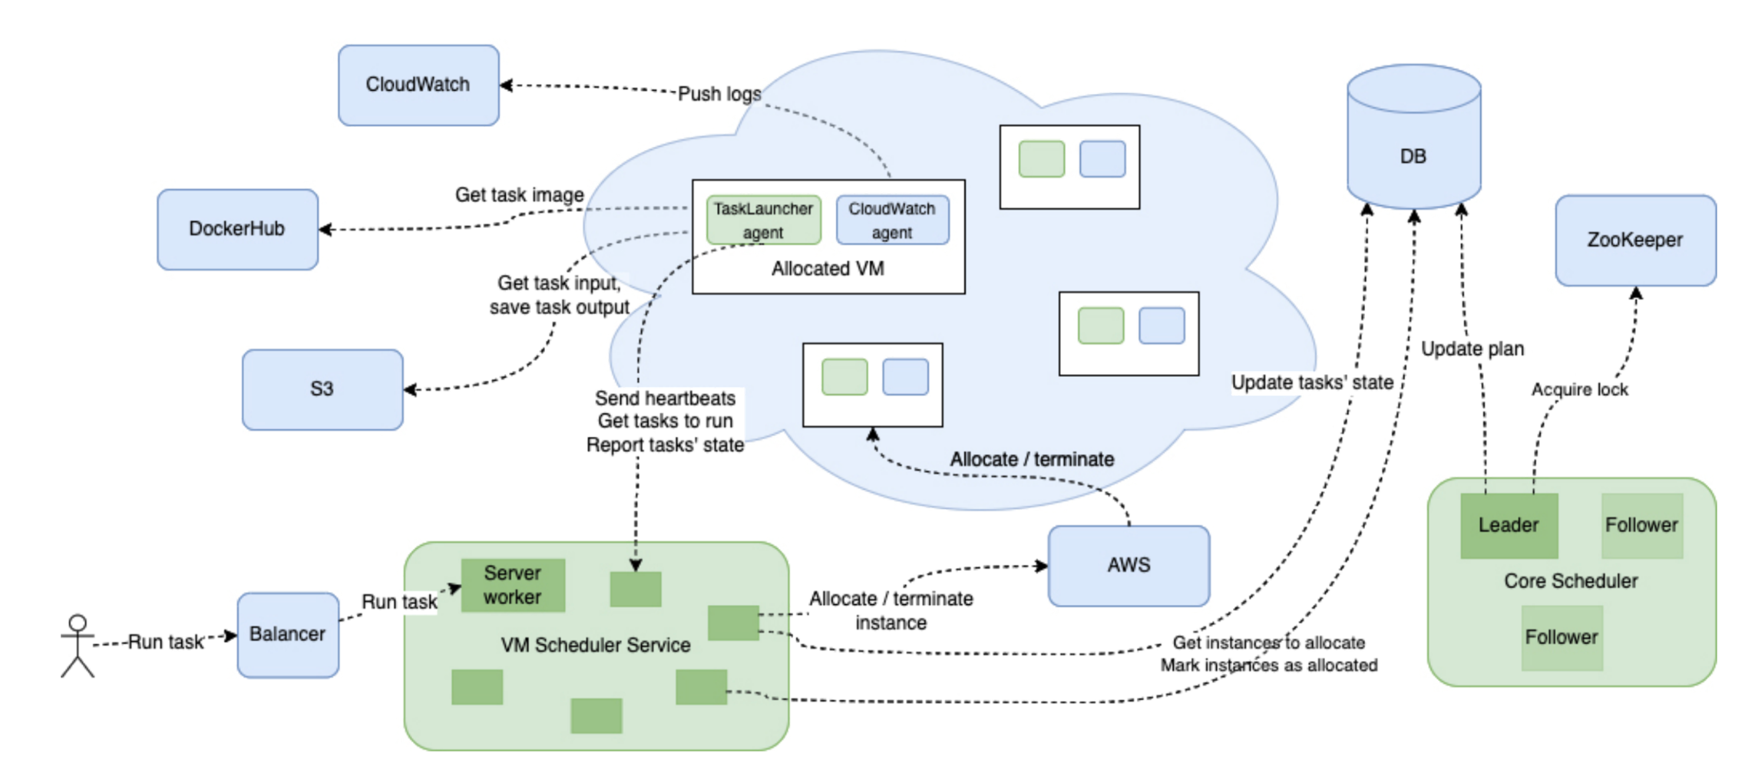 CloudWatch
Push logs
DB
DockerHub
Get task image
TaskLauncher
agent
CloudWatch
agent
Allocated VM
ZooKeeper
Get task input,
save task output
S3
Send heartbeats
Get tasks to run
Report tasks' state
Update tasks' state
Update plan
Acquire lock
Allocate / terminate
AWS
Leader
Follower
Core Scheduler
Follower
Run task
Balancer
Run task
Server
worker
VM Scheduler Service
Allocate / terminate
instance
Get instances to allocate
Mark instances as allocated